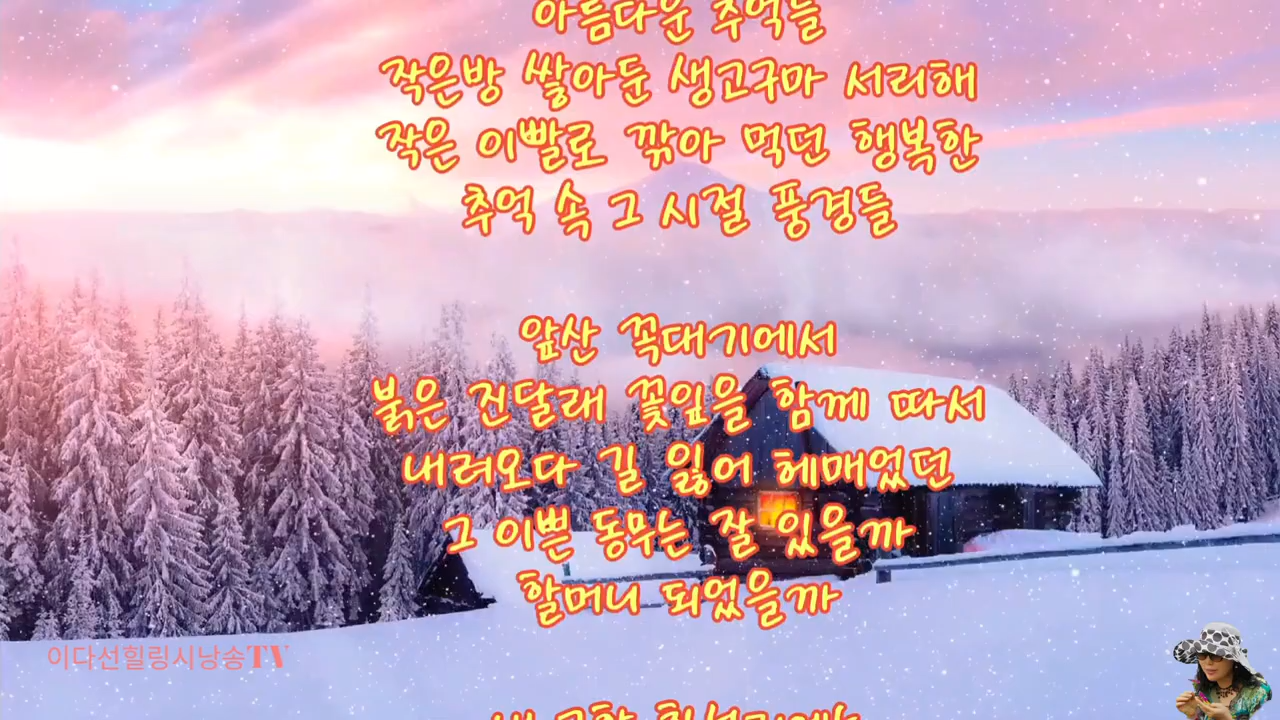 아름다운 추억들
작은방 쌓아둔 생고구마 서리해
작은 이빨로 깎아 먹던 행복한
추억 속 그 시절 풍경들
앞산 꼭대기에서
붉은 진달래 꽃잎을 함께 따서
내려오다 길 잃어 헤매었던
그 이쁜 동무는 잘 있을까
할머니 되었을까
이다선힐링시낭송TV